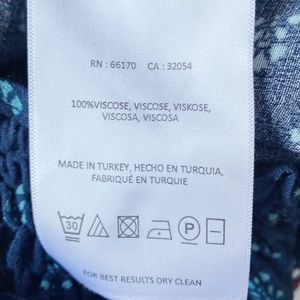 RN : 66170 CA : 32054
100%VISCOSE, VISCOSE, VISKOSE,
VISCOSA, VISCOSA
MADE IN TURKEY, HECHO EN TURQUIA,
FABRIQUÉ EN TURQUIE
30 P
FOR BEST RESULTS DRY CLEAN